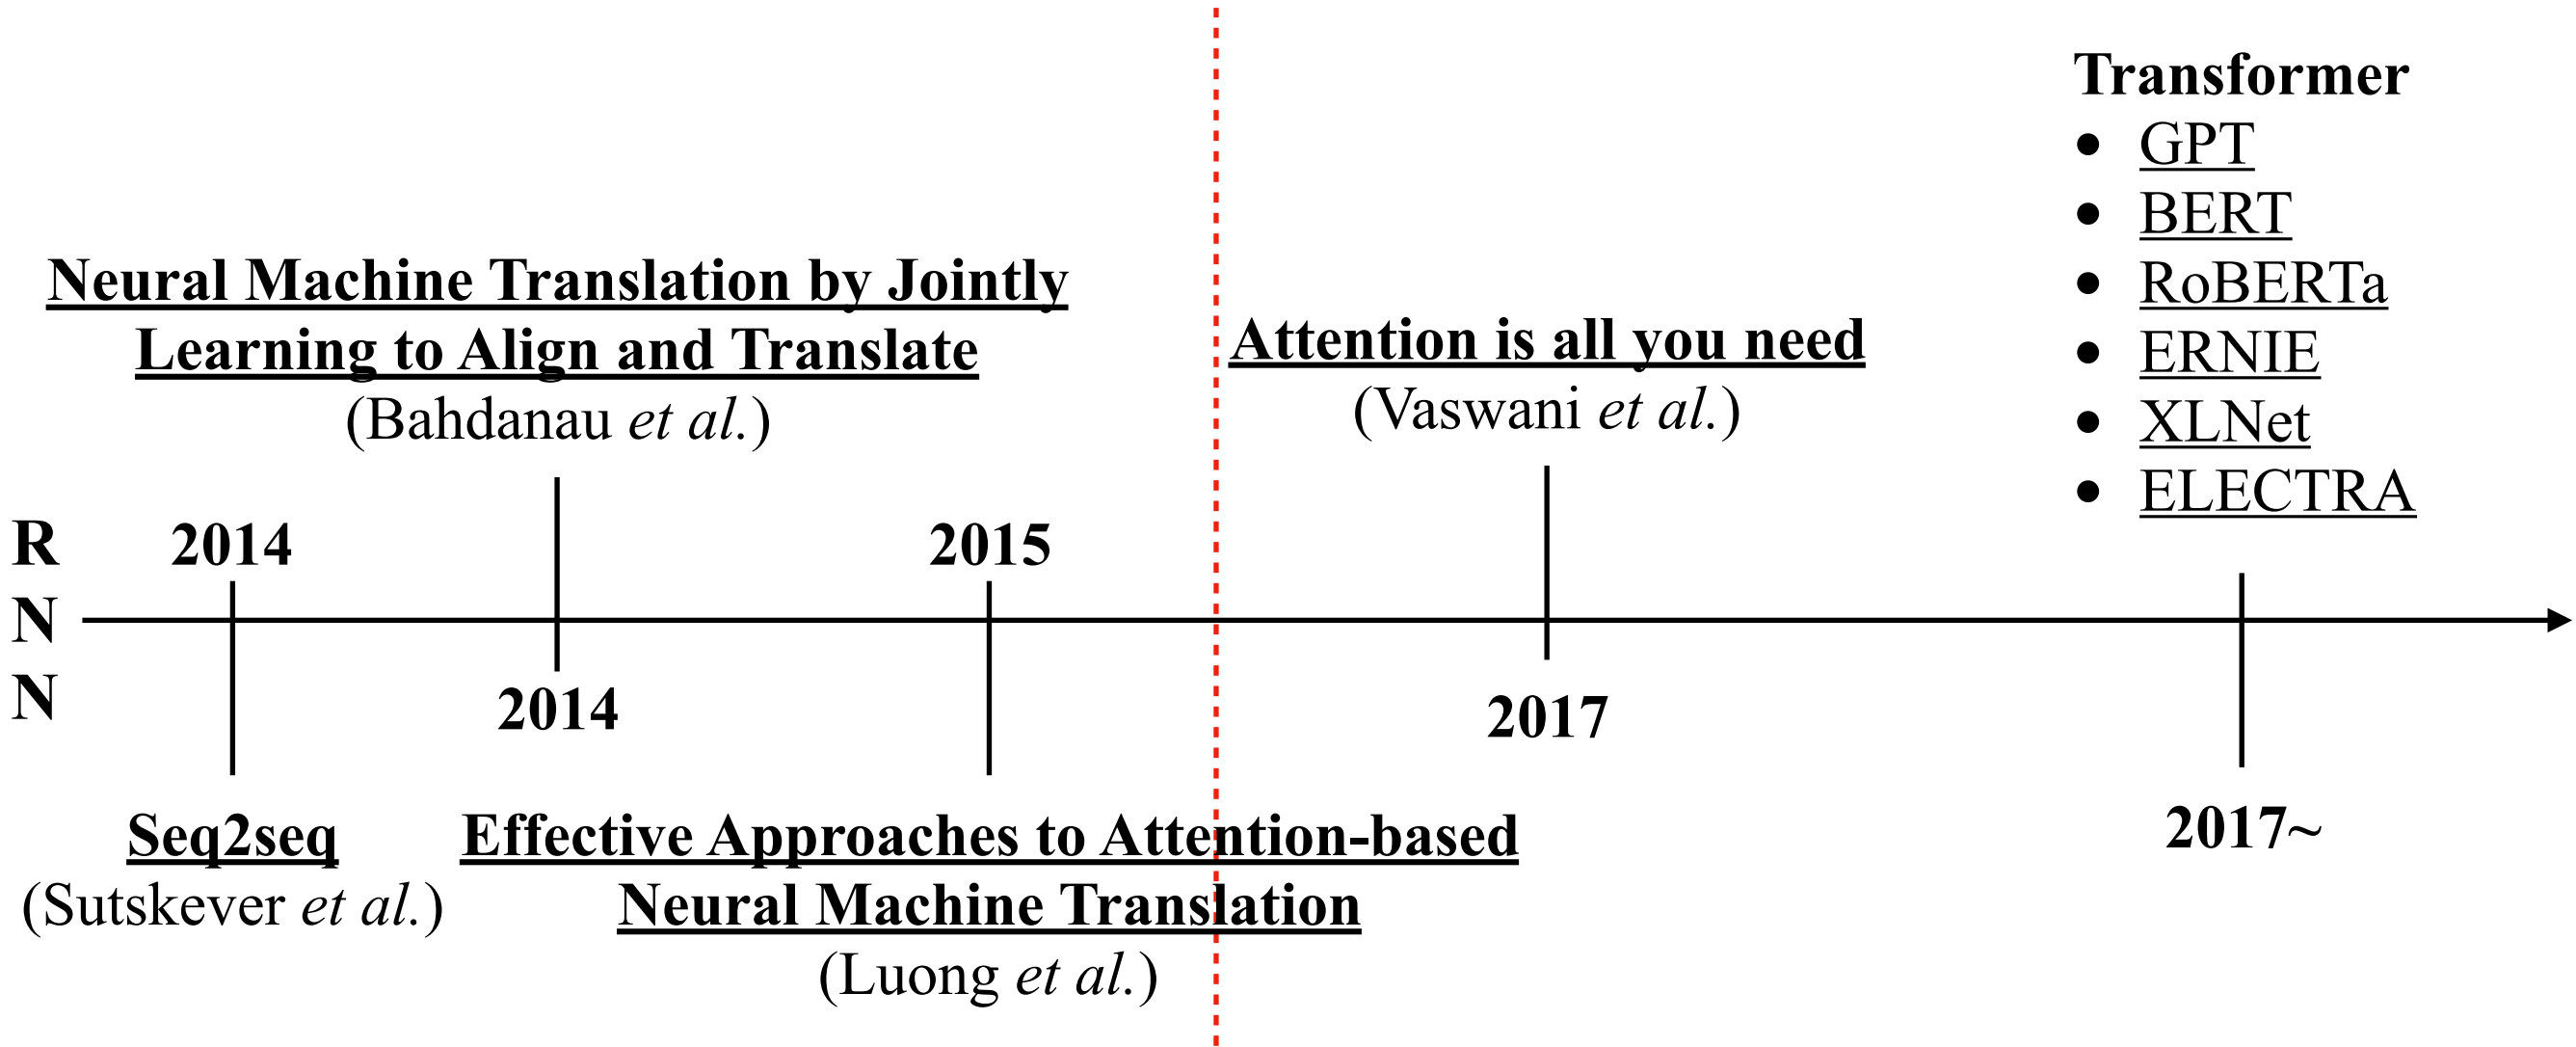 Transformer
● GPT
● BERT
● RoBERTa
● ERNIE
● XLNet
● ELECTRA
Neural Machine Translation by Jointly
Learning to Align and Translate
(Bahdanau et al.)
Attention is all you need
(Vaswani et al.)
R
N
N
2014
2015
2014
2017
2017~
Seq2seq
(Sutskever et al.)
Effective Approaches to Attention-based
Neural Machine Translation
(Luong et al.)